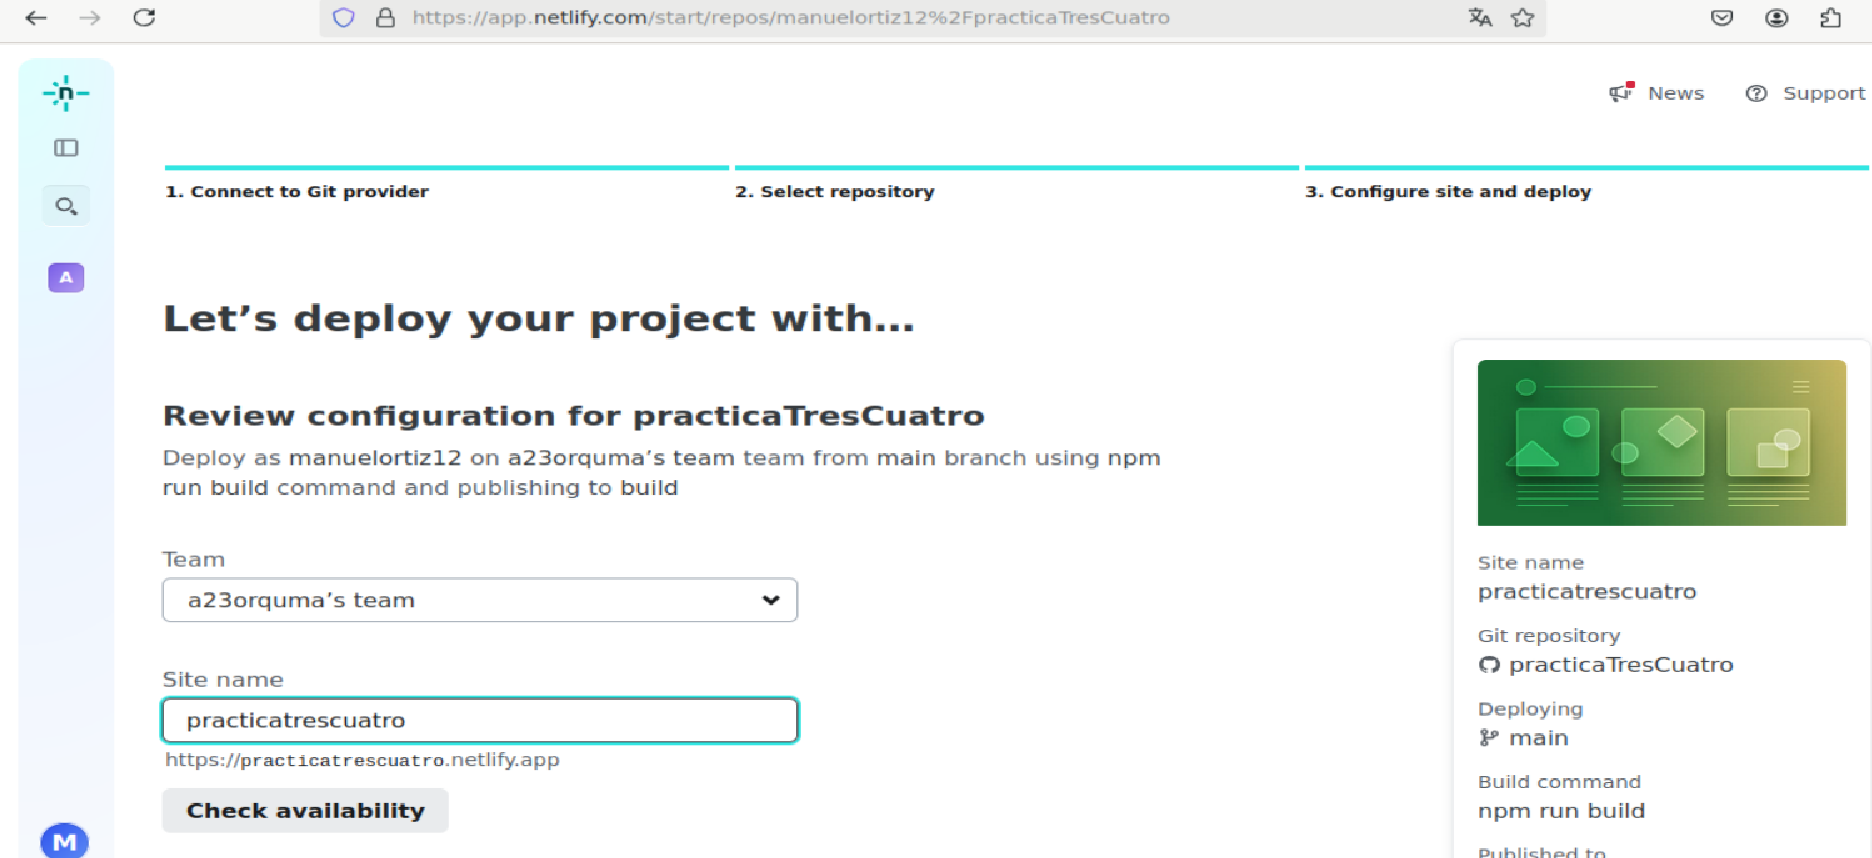 https://app.netlify.com/start/repos/manuelortiz12%2FpracticaTresCuatro
n
News
Support
1. Connect to Git provider
2. Select repository
3. Configure site and deploy
A
Let’s deploy your project with…
Review configuration for practicaTresCuatro
Deploy as manuelortiz12 on a23orquma’s team team from main branch using npm
run build command and publishing to build
Team
a23orquma’s team
Site name
practicatrescuatro
https://practicatrescuatro.netlify.app
Check availability
M
Site name
practicatrescuatro
Git repository
practicaTresCuatro
Deploying
main
Build command
npm run build
Published to